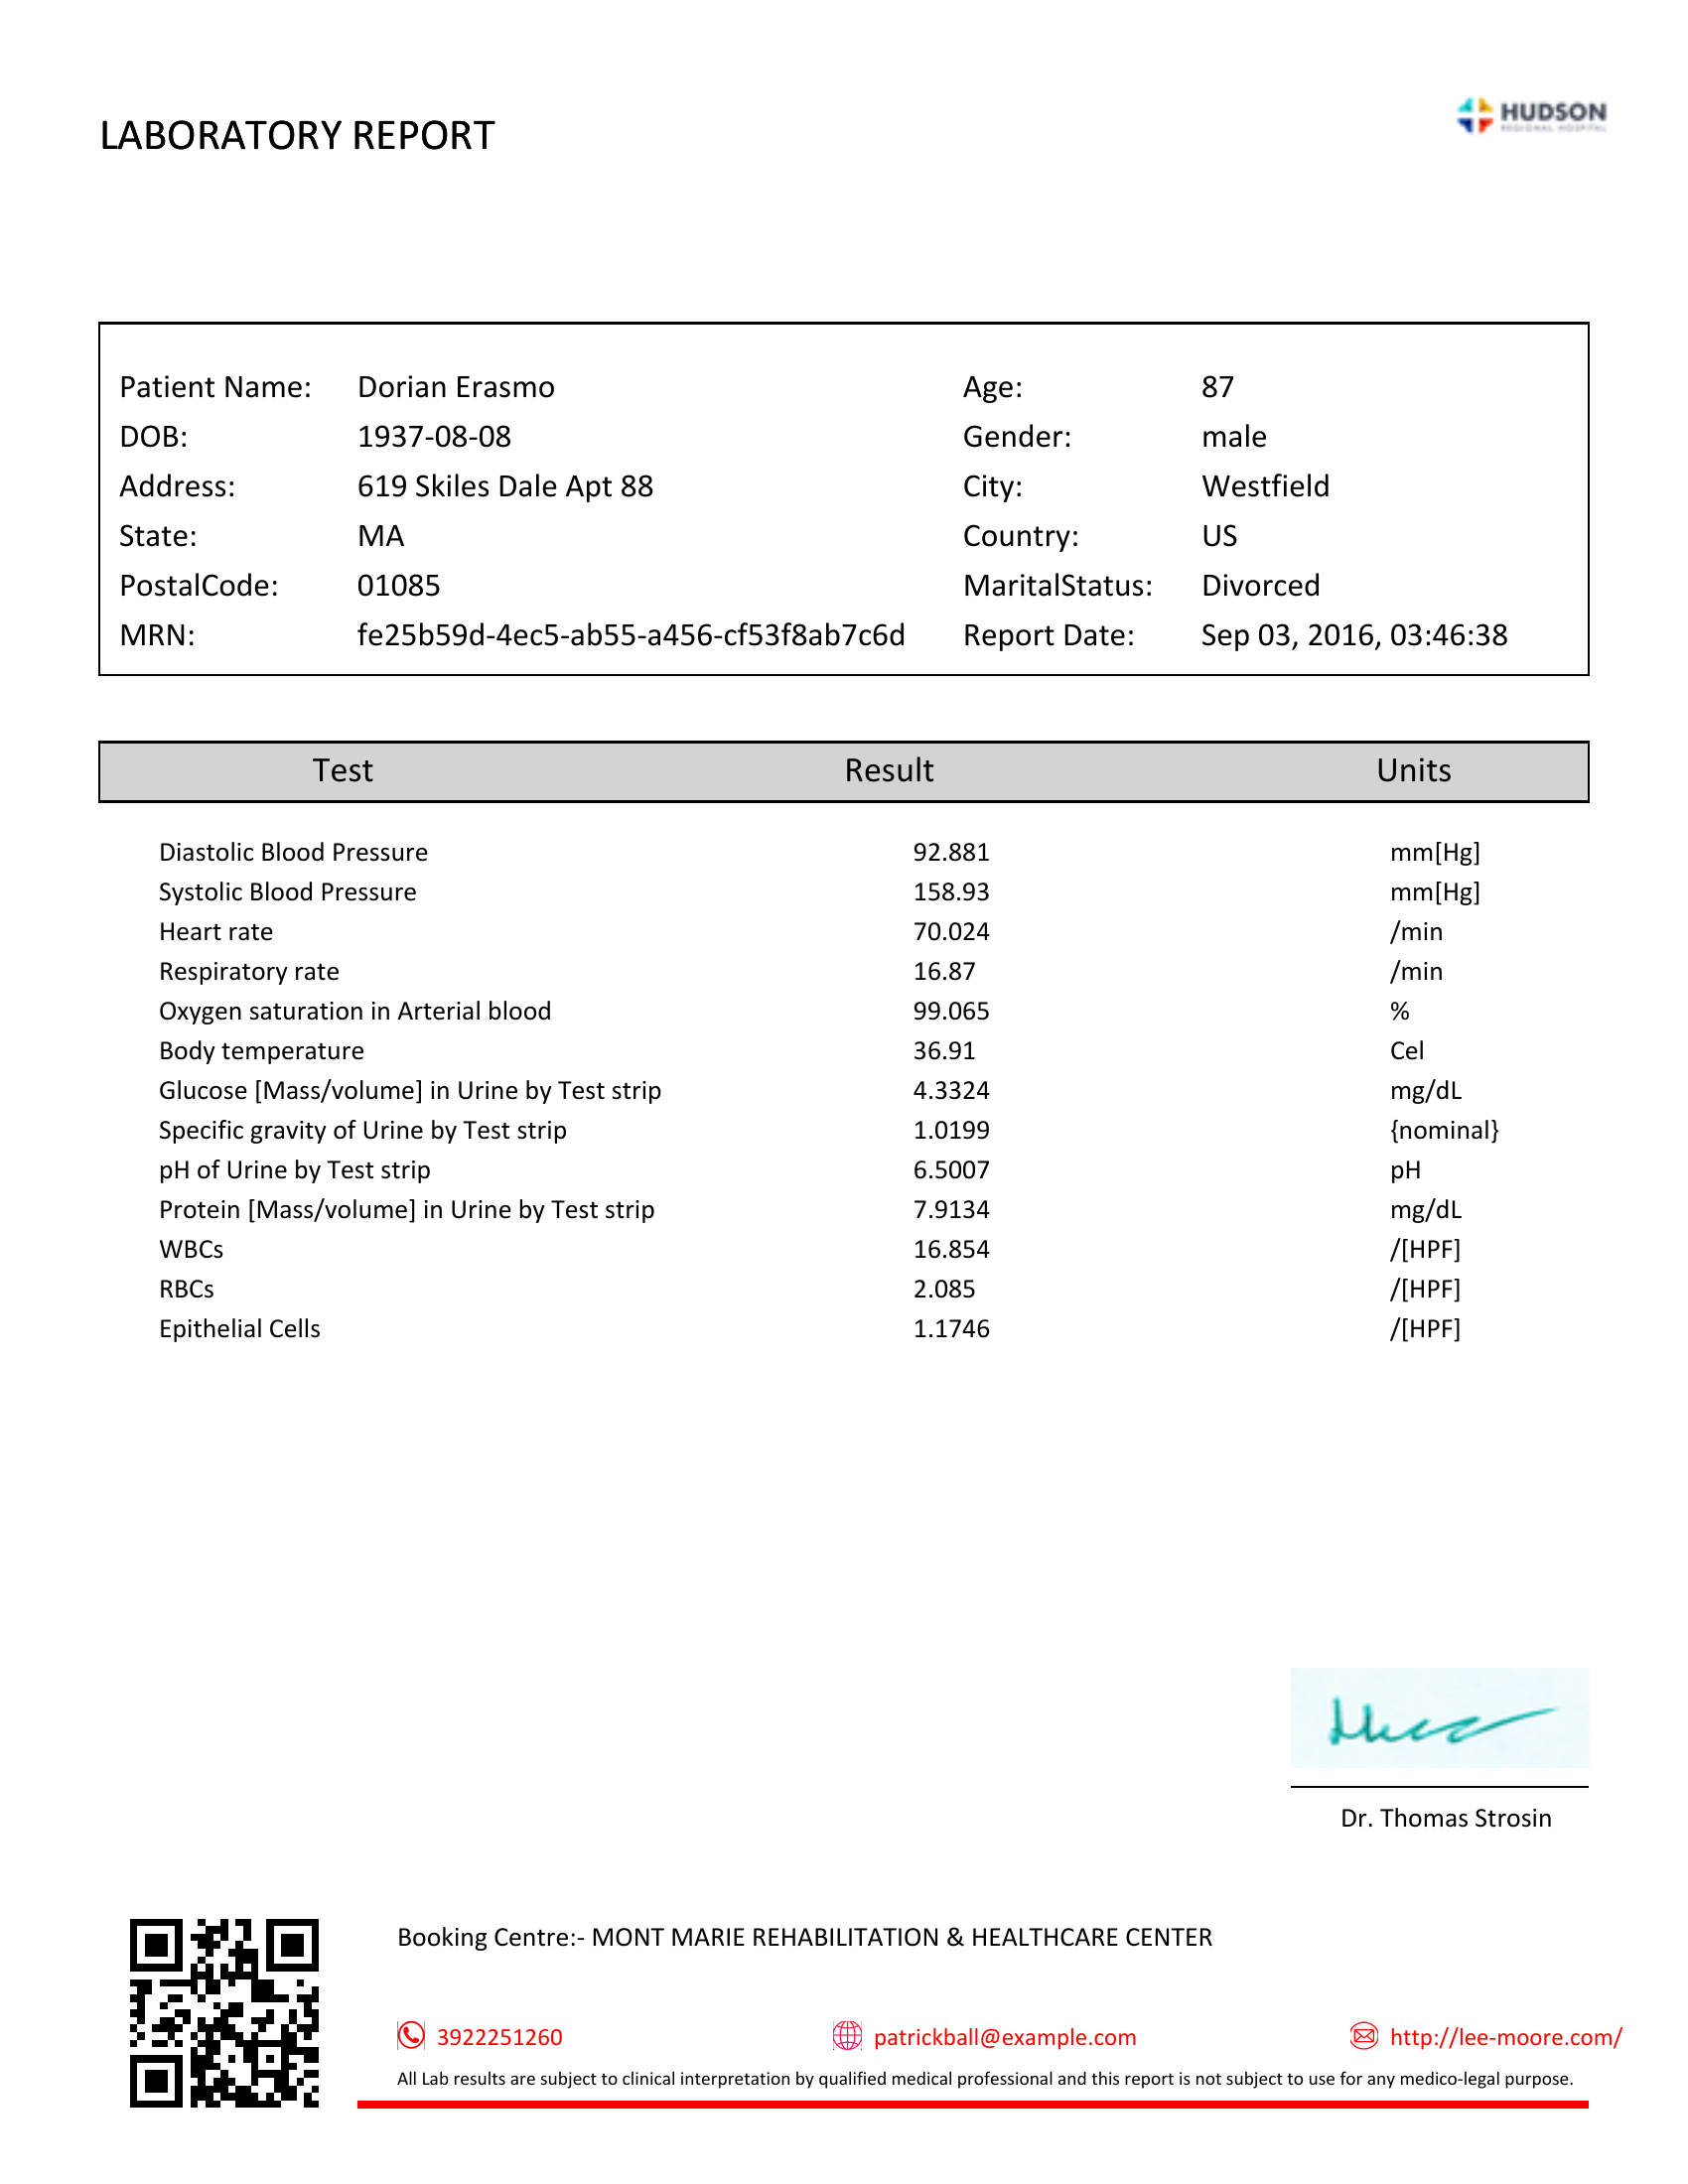 HUDSON
REGIONAL HOSPITAL
LABORATORY REPORT
Patient Name: Dorian Erasmo Age: 87
DOB: 1937-08-08 Gender: male
Address: 619 Skiles Dale Apt 88 City: Westfield
State: MA Country: US
PostalCode: 01085 MaritalStatus: Divorced
MRN: fe25b59d-4ec5-ab55-a456-cf53f8ab7c6d Report Date: Sep 03, 2016, 03:46:38
Test Result Units
Diastolic Blood Pressure 92.881 mm[Hg]
Systolic Blood Pressure 158.93 mm[Hg]
Heart rate 70.024 /min
Respiratory rate 16.87 /min
Oxygen saturation in Arterial blood 99.065 %
Body temperature 36.91 Cel
Glucose [Mass/volume] in Urine by Test strip 4.3324 mg/dL
Specific gravity of Urine by Test strip 1.0199 {nominal}
pH of Urine by Test strip 6.5007 pH
Protein [Mass/volume] in Urine by Test strip 7.9134 mg/dL
WBCs 16.854 /[HPF]
RBCs 2.085 /[HPF]
Epithelial Cells 1.1746 /[HPF]
Dr. Thomas Strosin
Booking Centre:- MONT MARIE REHABILITATION & HEALTHCARE CENTER
3922251260 patrickball@example.com http://lee-moore.com/
All Lab results are subject to clinical interpretation by qualified medical professional and this report is not subject to use for any medico-legal purpose.